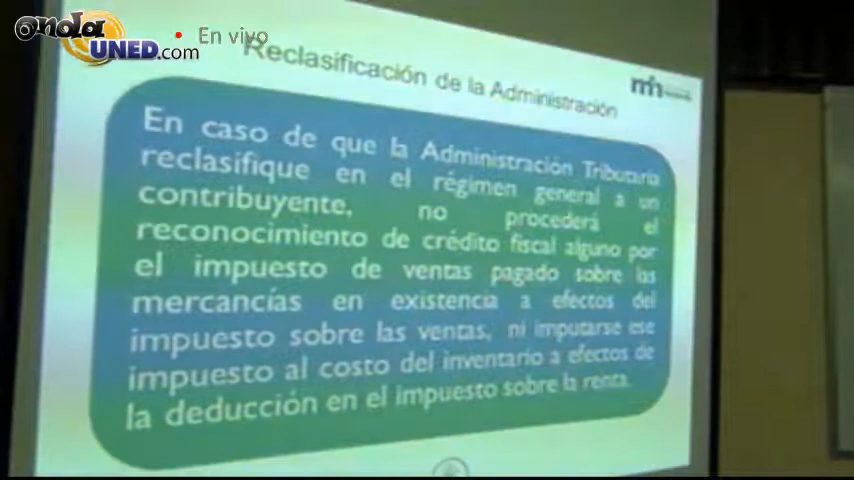 onda
UNED.com
En vivo
Reclasificación de la Administración
En caso de que la Administración Tributaria
reclasifique en el régimen general a un
contribuyente, no procederá el
reconocimiento de crédito fiscal alguno por
el impuesto de ventas pagado sobre las
mercancías en existencia a efectos del
impuesto sobre las ventas, ni imputarse ese
impuesto al costo del inventario a efectos de
la deducción en el impuesto sobre la renta.